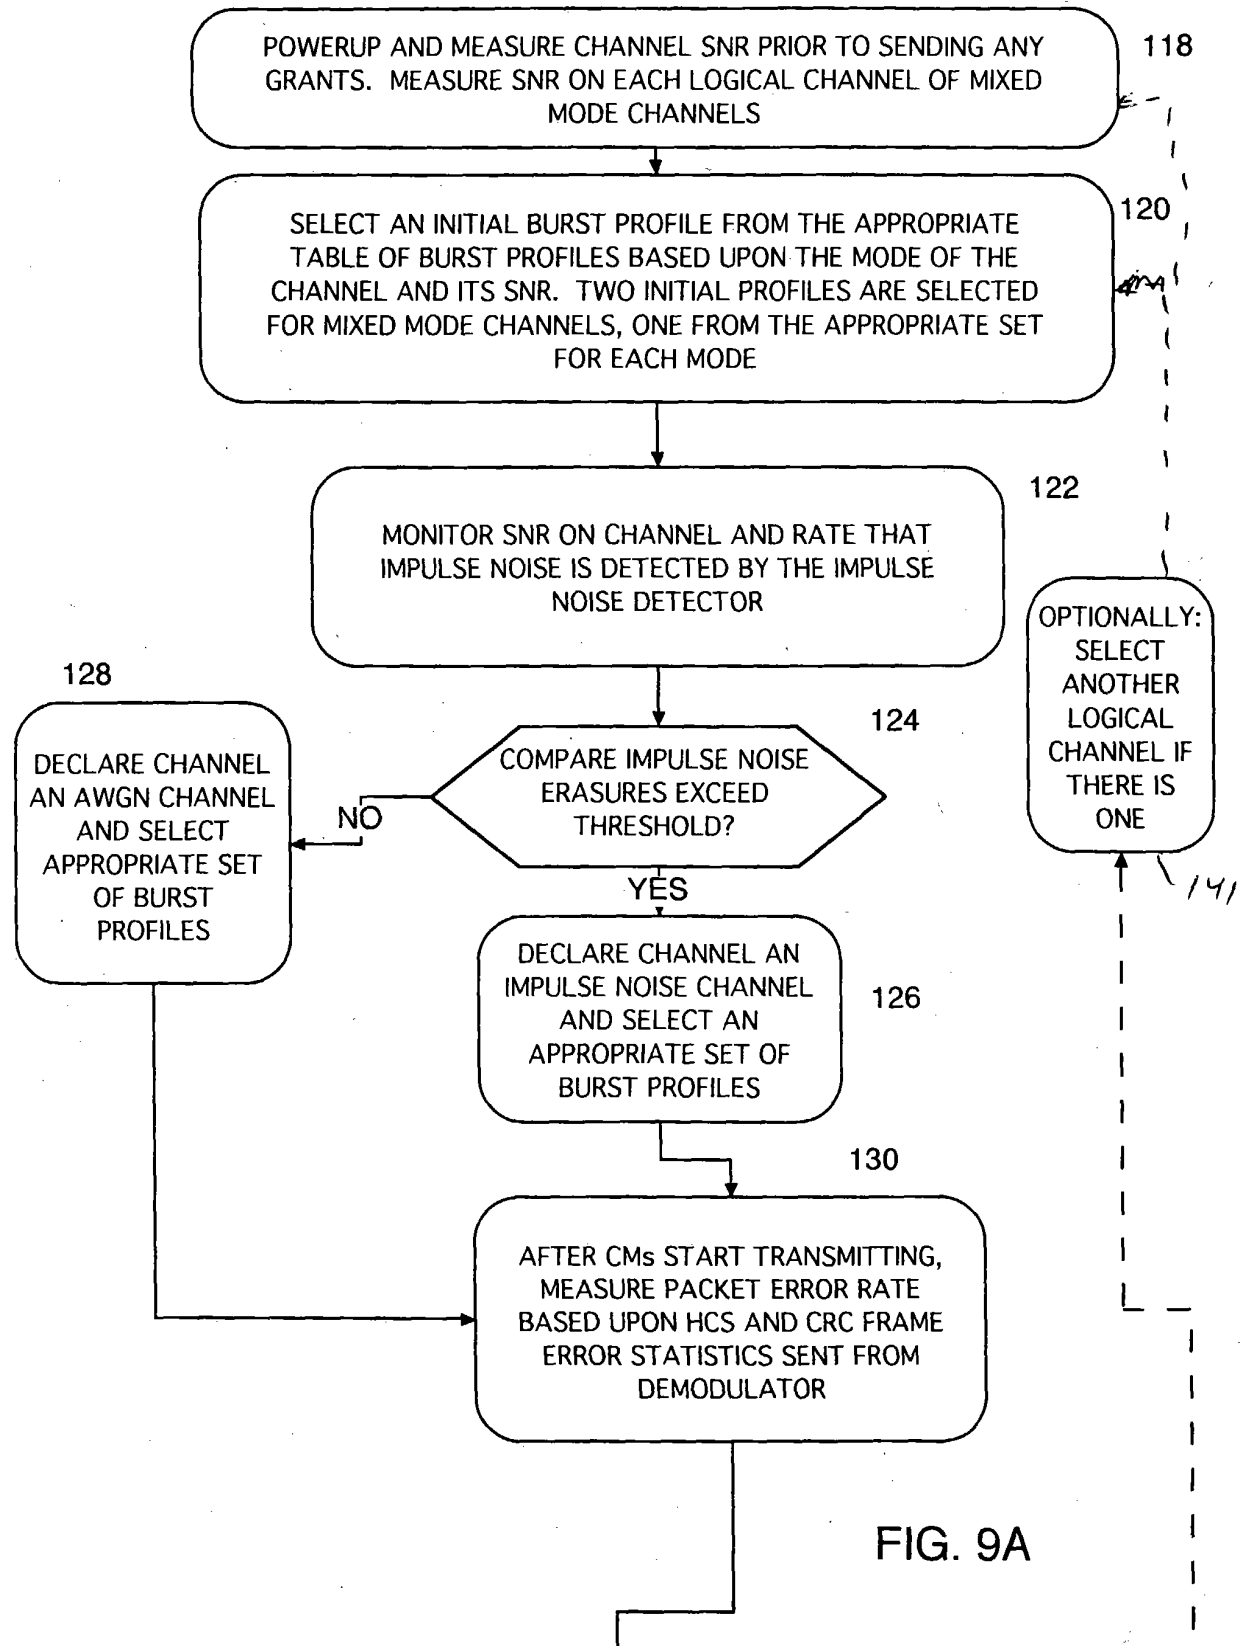 POWERUP AND MEASURE CHANNEL SNR PRIOR TO SENDING ANY
GRANTS. MEASURE SNR ON EACH LOGICAL CHANNEL OF MIXED
MODE CHANNELS
118
SELECT AN INITIAL BURST PROFILE FROM THE APPROPRIATE
TABLE OF BURST PROFILES BASED UPON THE MODE OF THE
CHANNEL AND ITS SNR. TWO INITIAL PROFILES ARE SELECTED
FOR MIXED MODE CHANNELS, ONE FROM THE APPROPRIATE SET
FOR EACH MODE
120
MONITOR SNR ON CHANNEL AND RATE THAT
IMPULSE NOISE IS DETECTED BY THE IMPULSE
NOISE DETECTOR
122
OPTIONALLY:
SELECT
ANOTHER
LOGICAL
CHANNEL IF
THERE IS
ONE
141
COMPARE IMPULSE NOISE
ERASURES EXCEED
THRESHOLD?
124
NO
YES
128
DECLARE CHANNEL
AN AWGN CHANNEL
AND SELECT
APPROPRIATE SET
OF BURST
PROFILES
DECLARE CHANNEL AN
IMPULSE NOISE CHANNEL
AND SELECT AN
APPROPRIATE SET OF
BURST PROFILES
126
130
AFTER CMs START TRANSMITTING,
MEASURE PACKET ERROR RATE
BASED UPON HCS AND CRC FRAME
ERROR STATISTICS SENT FROM
DEMODULATOR
FIG. 9A